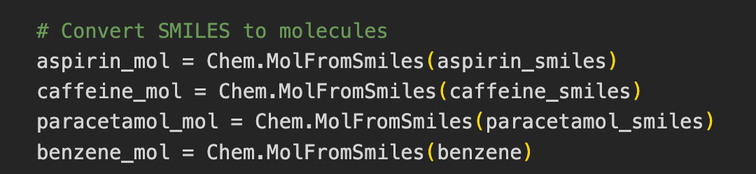 # Convert SMILES to molecules
aspirin_mol = Chem.MolFromSmiles(aspirin_smiles)
caffeine_mol = Chem.MolFromSmiles(caffeine_smiles)
paracetamol_mol = Chem.MolFromSmiles(paracetamol_smiles)
benzene_mol = Chem.MolFromSmiles(benzene)